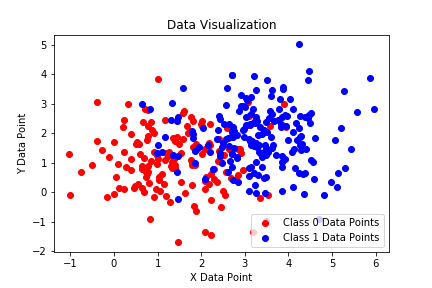 Data Visualization
5
4
3
2
1
0
−1
−2
Y Data Point
Class 0 Data Points
Class 1 Data Points
−1 0 1 2 3 4 5 6
X Data Point